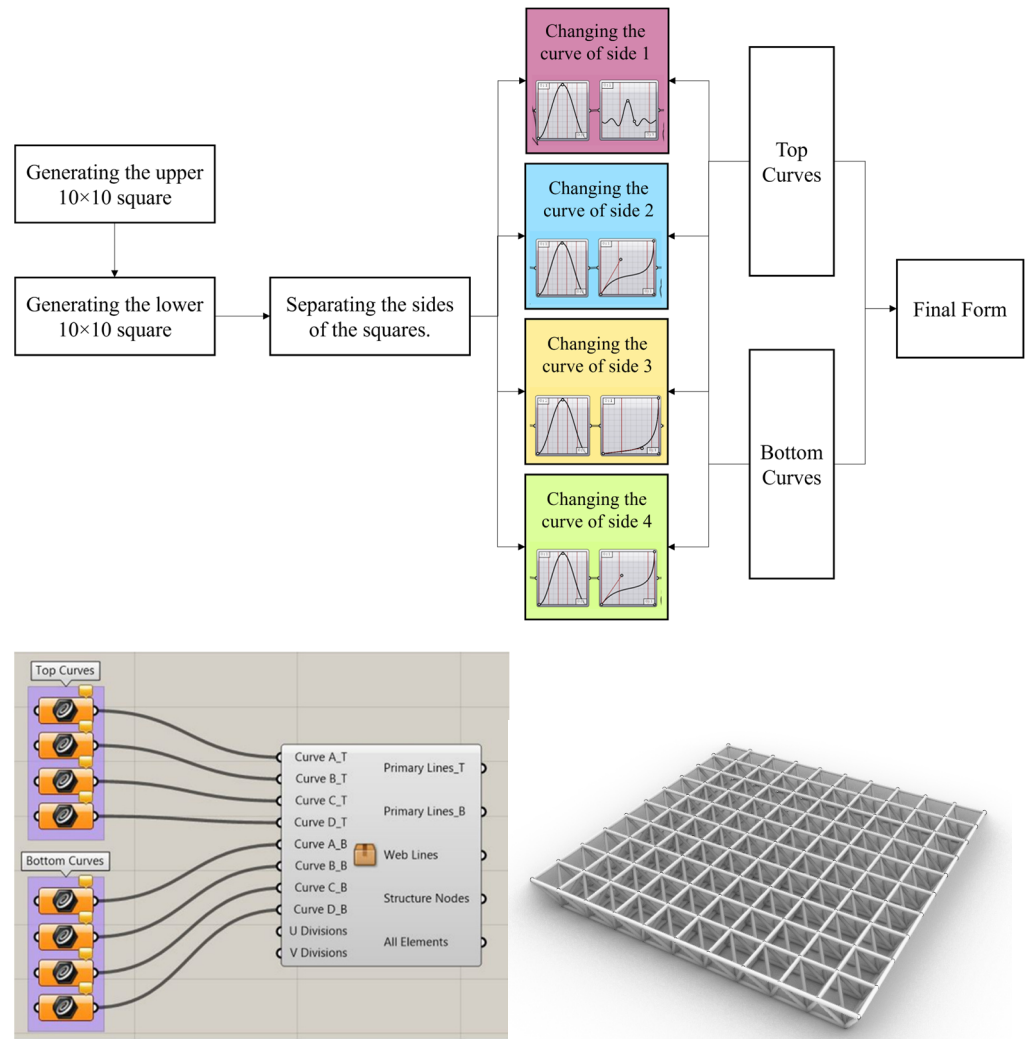 Generating the upper
10×10 square
Generating the lower
10×10 square
Separating the sides
of the squares.
Changing the
curve of side 1
Changing the
curve of side 2
Changing the
curve of side 3
Changing the
curve of side 4
Top
Curves
Bottom
Curves
Final Form
Top Curves
Bottom Curves
Curve A_T
Curve B_T
Curve C_T
Curve D_T
Curve A_B
Curve B_B
Curve C_B
Curve D_B
U Divisions
V Divisions
Primary Lines_T
Primary Lines_B
Web Lines
Structure Nodes
All Elements